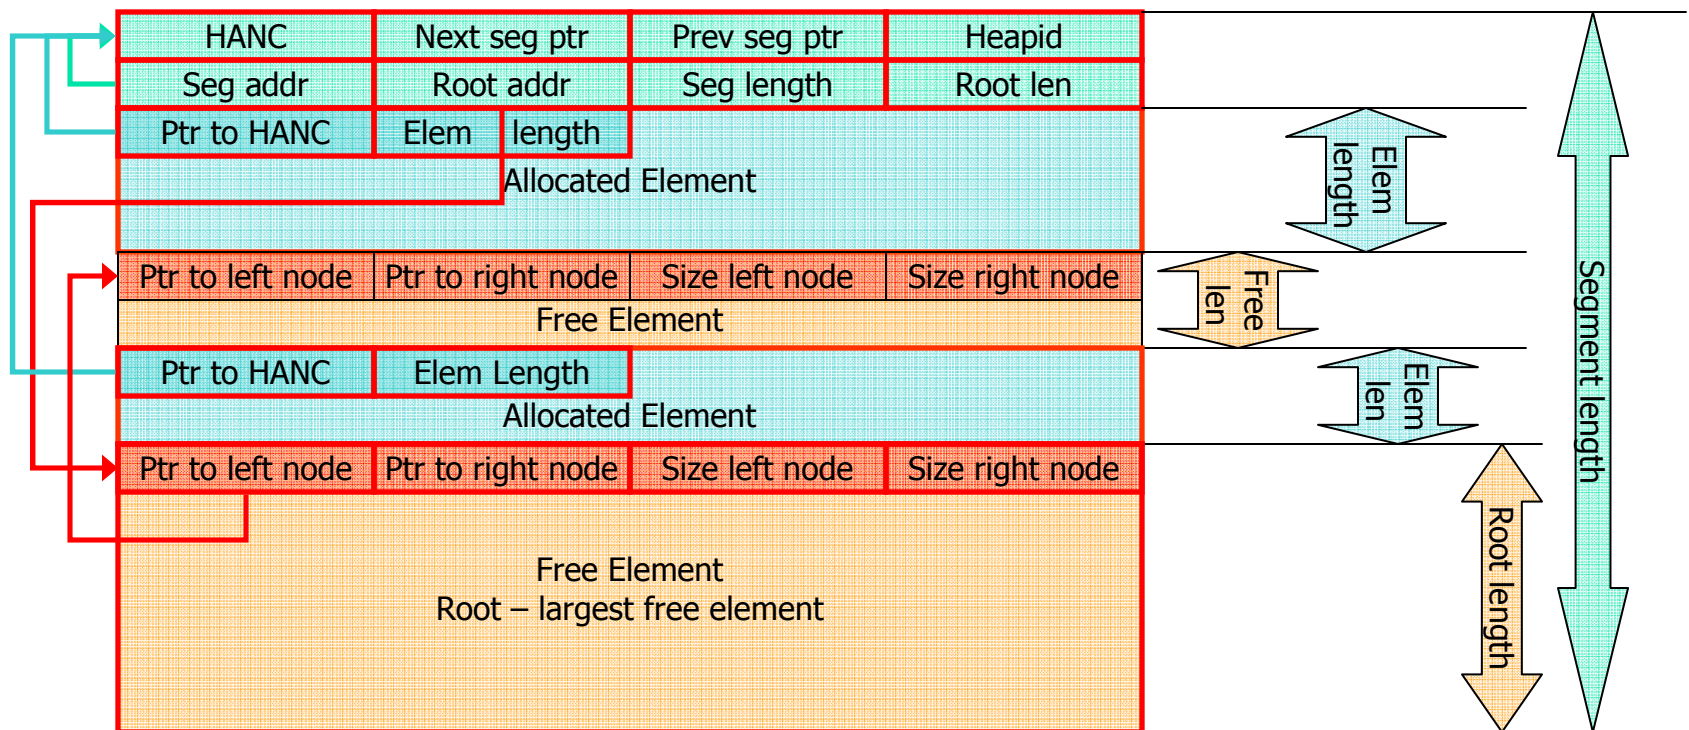 HANC Next seg ptr Prev seg ptr Heapid
Seg addr Root addr Seg length Root len
Ptr to HANC Elem length
Allocated Element
Ptr to left node Ptr to right node Size left node Size right node
Free Element
Ptr to HANC Elem Length
Allocated Element
Ptr to left node Ptr to right node Size left node Size right node
Free Element
Root – largest free element
Elem
length
Free
len
Elem
len
Root length
Segment length